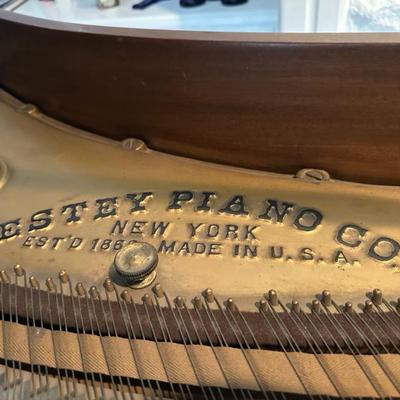 ESTEY PIANO CO
NEW YORK
EST'D 1869 MADE IN U.S.A.